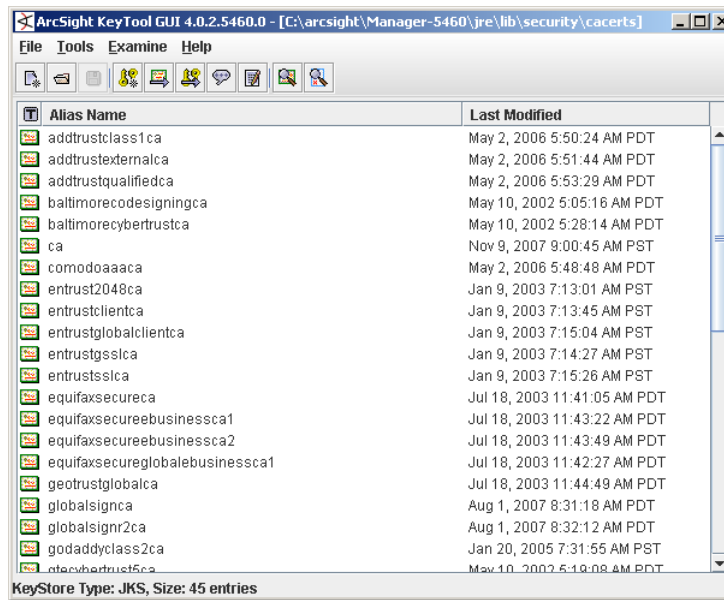 ArcSight KeyTool GUI 4.0.2.5460.0 - [C:\arcsight\Manager-5460\jre\lib\security\cacerts]
File Tools Examine Help
T Alias Name Last Modified
addtrustclass1ca May 2, 2006 5:50:24 AM PDT
addtrustexternalca May 2, 2006 5:51:44 AM PDT
addtrustqualifiedca May 2, 2006 5:53:29 AM PDT
baltimorecodesigningca May 10, 2002 5:05:16 AM PDT
baltimorecybertrustca May 10, 2002 5:28:14 AM PDT
ca Nov 9, 2007 9:00:45 AM PST
comodoaaaca May 2, 2006 5:48:48 AM PDT
entrust2048ca Jan 9, 2003 7:13:01 AM PST
entrustclientca Jan 9, 2003 7:13:45 AM PST
entrustglobalclientca Jan 9, 2003 7:15:04 AM PST
entrustgsslca Jan 9, 2003 7:14:27 AM PST
entrustsslca Jan 9, 2003 7:15:26 AM PST
equifaxsecureca Jul 18, 2003 11:41:05 AM PDT
equifaxsecureebusinessca1 Jul 18, 2003 11:43:22 AM PDT
equifaxsecureebusinessca2 Jul 18, 2003 11:43:49 AM PDT
equifaxsecureglobalebusinessca1 Jul 18, 2003 11:42:27 AM PDT
geotrustglobalca Jul 18, 2003 11:44:49 AM PDT
globalsignca Aug 1, 2007 8:31:18 AM PDT
globalsignr2ca Aug 1, 2007 8:32:12 AM PDT
godaddyclass2ca Jan 20, 2005 7:31:55 AM PST
gtecybertrust5ca May 10, 2002 5:19:08 AM PDT
KeyStore Type: JKS, Size: 45 entries